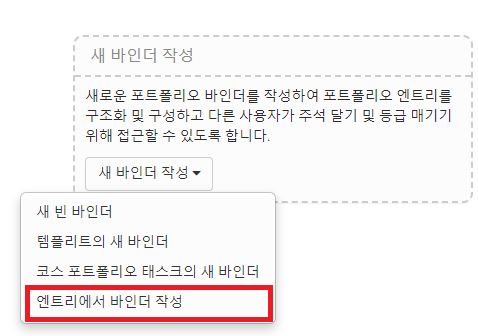 새 바인더 작성
새로운 포트폴리오 바인더를 작성하여 포트폴리오 엔트리를
구조화 및 구성하고 다른 사용자가 주석 달기 및 등급 매기기
위해 접근할 수 있도록 합니다.
새 바인더 작성
새 빈 바인더
템플리트의 새 바인더
코스 포트폴리오 태스크의 새 바인더
엔트리에서 바인더 작성